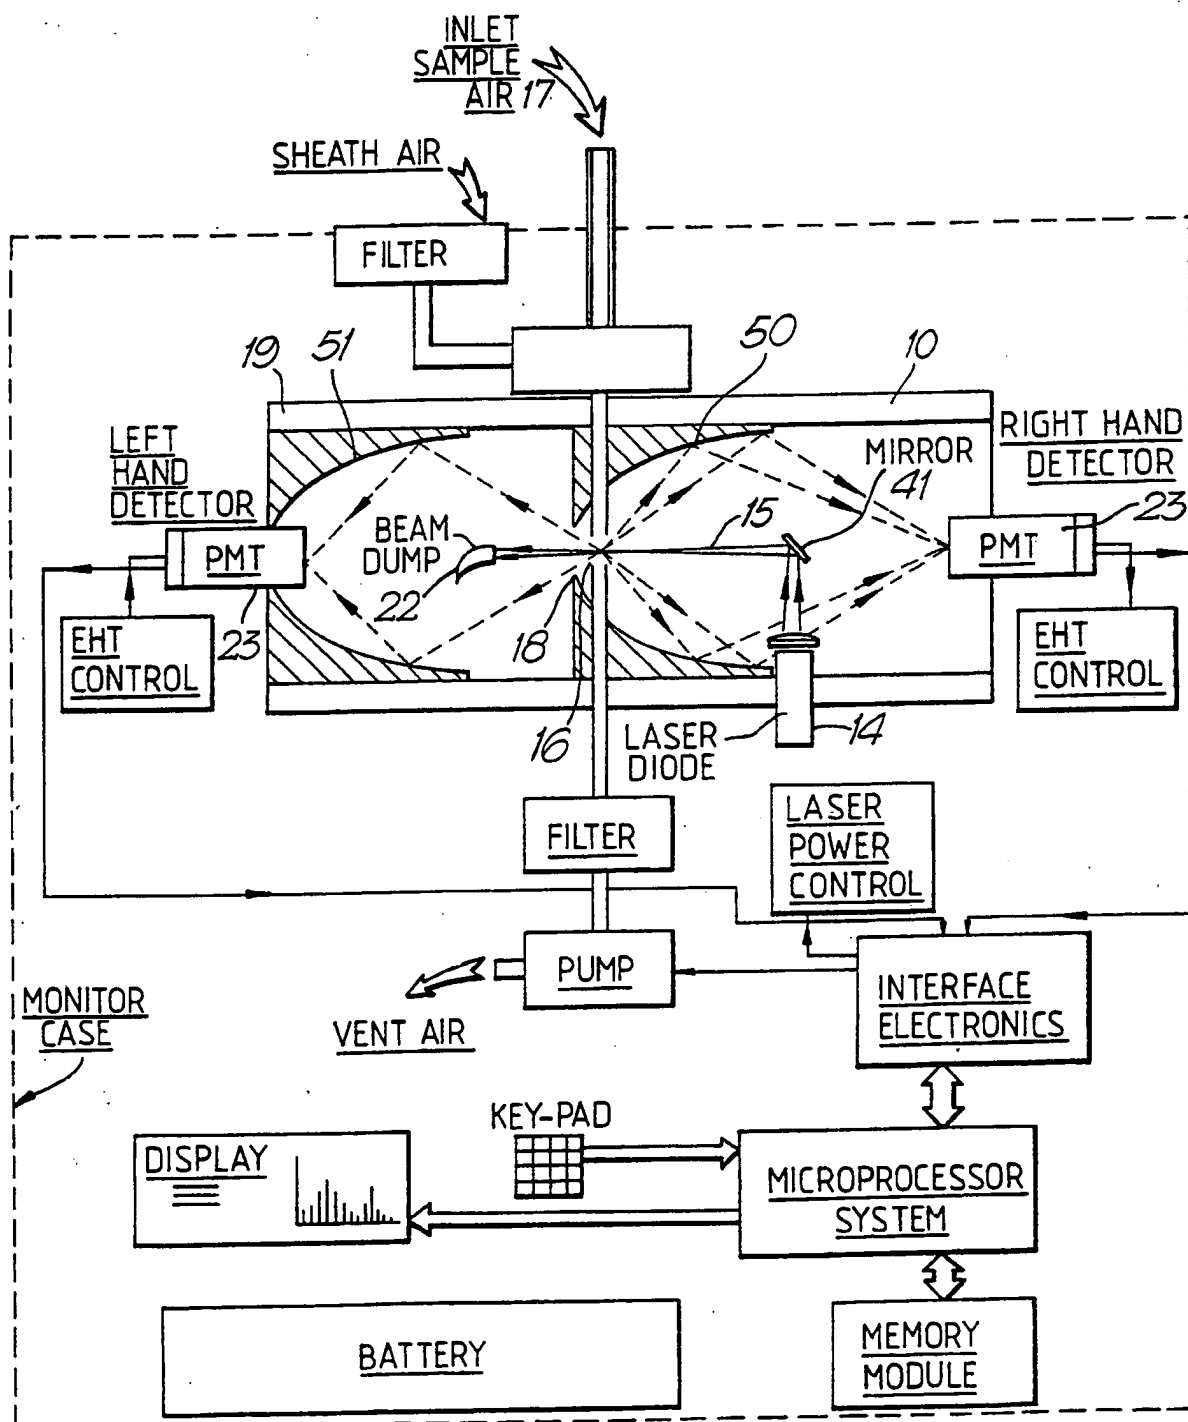 INLET
SAMPLE
AIR 17
SHEATH AIR
FILTER
19
51
50
10
LEFT
HAND
DETECTOR
RIGHT HAND
DETECTOR
MIRROR
41
15
23
PMT
BEAM
DUMP
22
PMT
23
18
EHT
CONTROL
EHT
CONTROL
16
LASER
DIODE
14
FILTER
LASER
POWER
CONTROL
PUMP
INTERFACE
ELECTRONICS
VENT AIR
MONITOR
CASE
KEY-PAD
DISPLAY
MICROPROCESSOR
SYSTEM
BATTERY
MEMORY
MODULE